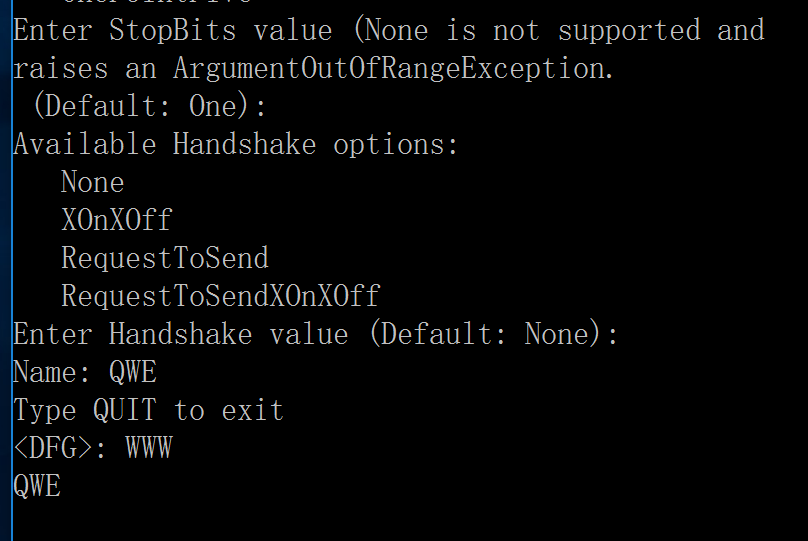 Enter StopBits value (None is not supported and
raises an ArgumentOutOfRangeException.
(Default: One):
Available Handshake options:
None
XOnXOff
RequestToSend
RequestToSendXOnXOff
Enter Handshake value (Default: None):
Name: QWE
Type QUIT to exit
<DFG>: WWW
QWE